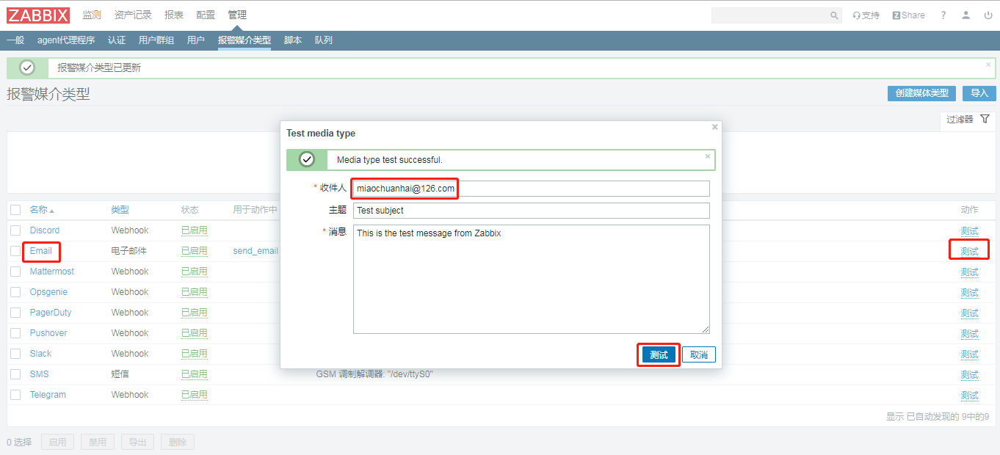 ZABBIX 监测 资产记录 报表 配置 管理 支持 Z Share ?
一般 agent代理程序 认证 用户群组 用户 报警媒介类型 脚本 队列
报警媒介类型已更新 ×
报警媒介类型 创建媒体类型 导入
过滤器
Test media type ×
Media type test successful. ×
* 收件人 miaochuanhai@126.com
主题 Test subject
* 消息 This is the test message from Zabbix
测试 取消
名称 类型 状态 用于动作中 动作
Discord Webhook 已启用 测试
Email 电子邮件 已启用 send_email 测试
Mattermost Webhook 已启用 测试
Opsgenie Webhook 已启用 测试
PagerDuty Webhook 已启用 测试
Pushover Webhook 已启用 测试
Slack Webhook 已启用 测试
SMS 短信 已启用 GSM 调制解调器: "/dev/ttyS0" 测试
Telegram Webhook 已启用 测试
显示 已自动发现的 9中的9
0 选择 启用 禁用 导出 删除